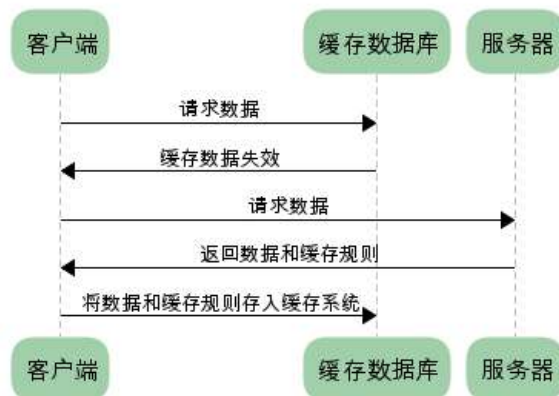 客户端 缓存数据库 服务器
请求数据
缓存数据失效
请求数据
返回数据和缓存规则
将数据和缓存规则存入缓存系统
客户端 缓存数据库 服务器